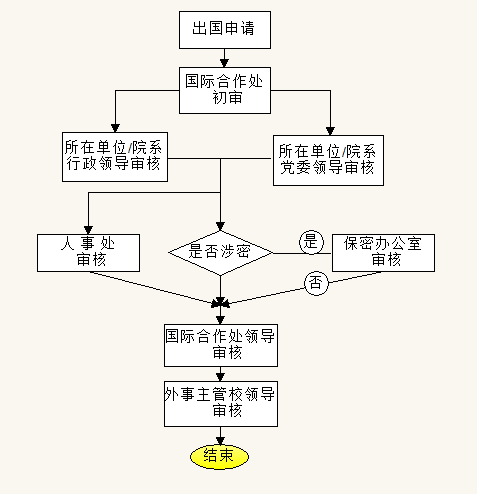 出国申请
国际合作处
初审
所在单位/院系
行政领导审核
所在单位/院系
党委领导审核
人事处
审核
是否涉密
是
保密办公室
审核
否
国际合作处领导
审核
外事主管校领导
审核
结束